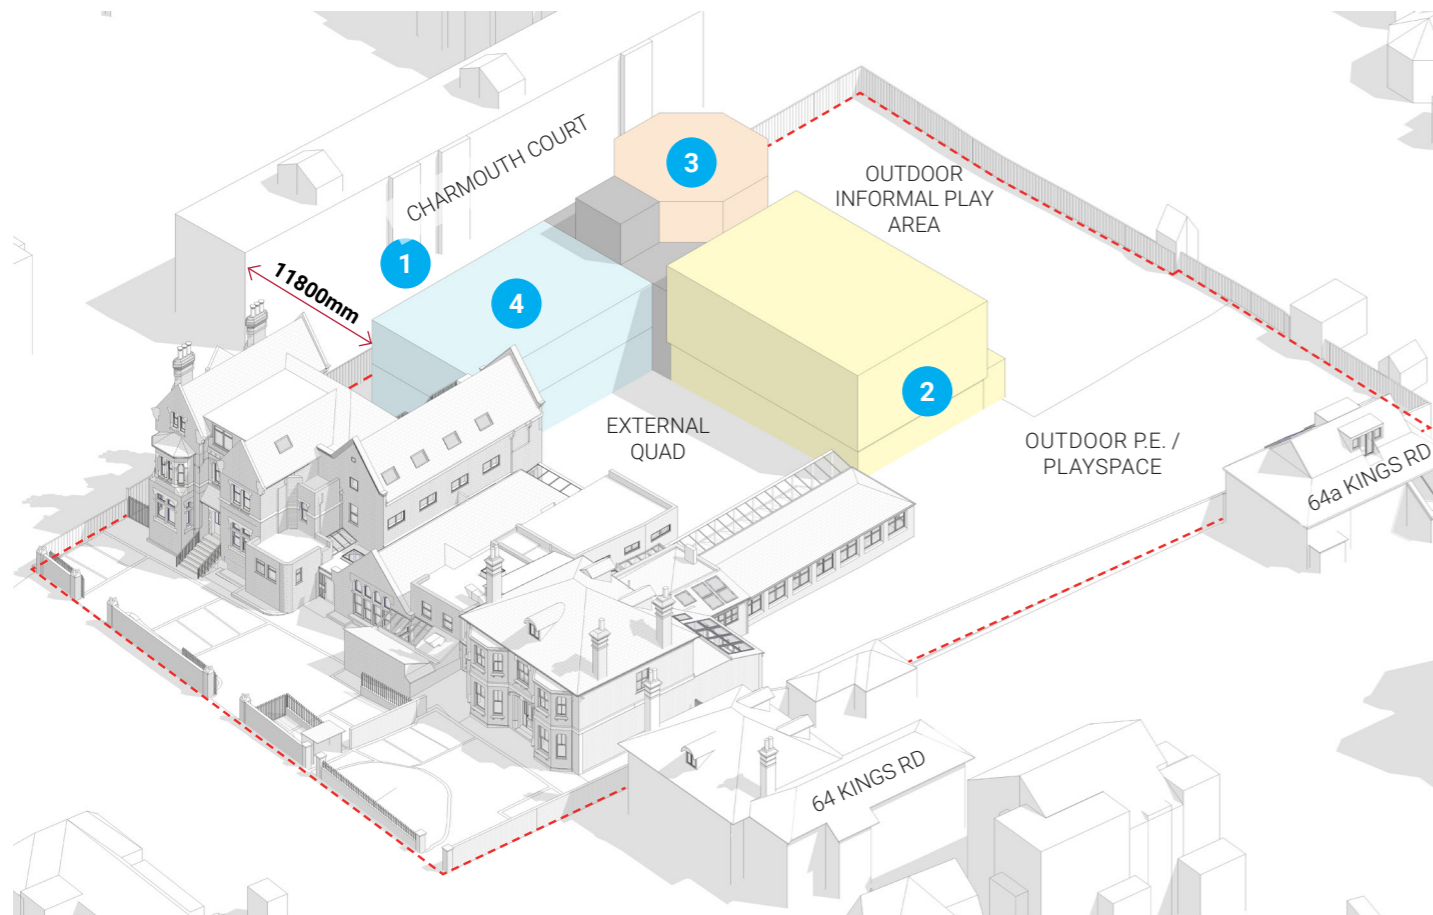 CHARMOUTH COURT
3
OUTDOOR
INFORMAL PLAY
AREA
1
11800mm
4
2
EXTERNAL
QUAD
OUTDOOR P.E. /
PLAYSPACE
64a KINGS RD
64 KINGS RD